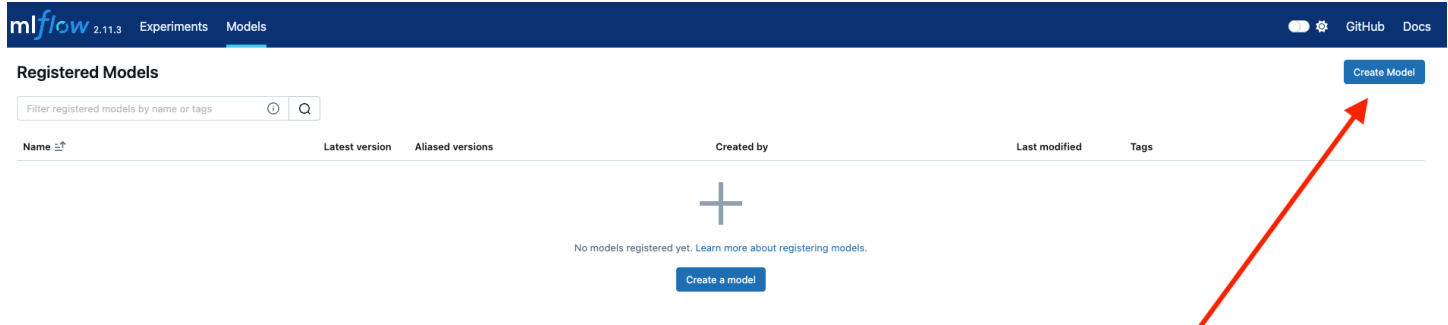 mlflow 2.11.3 Experiments Models GitHub Docs
Registered Models Create Model
Filter registered models by name or tags
Name Latest version Aliased versions Created by Last modified Tags
No models registered yet. Learn more about registering models.
Create a model